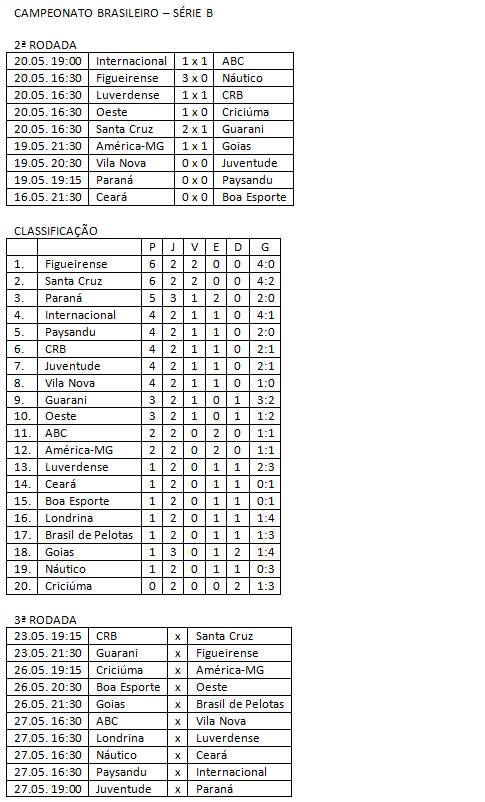 CAMPEONATO BRASILEIRO – SÉRIE B
2ª RODADA
20.05. 19:00 Internacional 1 x 1 ABC
20.05. 16:30 Figueirense 3 x 0 Náutico
20.05. 16:30 Luverdense 1 x 1 CRB
20.05. 16:30 Oeste 1 x 0 Criciúma
20.05. 16:30 Santa Cruz 2 x 1 Guarani
19.05. 21:30 América-MG 1 x 1 Goias
19.05. 20:30 Vila Nova 0 x 0 Juventude
19.05. 19:15 Paraná 0 x 0 Paysandu
16.05. 21:30 Ceará 0 x 0 Boa Esporte
CLASSIFICAÇÃO
P J V E D G
1. Figueirense 6 2 2 0 0 4:0
2. Santa Cruz 6 2 2 0 0 4:2
3. Paraná 5 3 1 2 0 2:0
4. Internacional 4 2 1 1 0 4:1
5. Paysandu 4 2 1 1 0 2:0
6. CRB 4 2 1 1 0 2:1
7. Juventude 4 2 1 1 0 2:1
8. Vila Nova 4 2 1 1 0 1:0
9. Guarani 3 2 1 0 1 3:2
10. Oeste 3 2 1 0 1 1:2
11. ABC 2 2 0 2 0 1:1
12. América-MG 2 2 0 2 0 1:1
13. Luverdense 1 2 0 1 1 2:3
14. Ceará 1 2 0 1 1 0:1
15. Boa Esporte 1 2 0 1 1 0:1
16. Londrina 1 2 0 1 1 1:4
17. Brasil de Pelotas 1 2 0 1 1 1:3
18. Goias 1 3 0 1 2 1:4
19. Náutico 1 2 0 1 1 0:3
20. Criciúma 0 2 0 0 2 1:3
3ª RODADA
23.05. 19:15 CRB x Santa Cruz
23.05. 21:30 Guarani x Figueirense
26.05. 19:15 Criciúma x América-MG
26.05. 20:30 Boa Esporte x Oeste
26.05. 21:30 Goias x Brasil de Pelotas
27.05. 16:30 ABC x Vila Nova
27.05. 16:30 Londrina x Luverdense
27.05. 16:30 Náutico x Ceará
27.05. 16:30 Paysandu x Internacional
27.05. 19:00 Juventude x Paraná